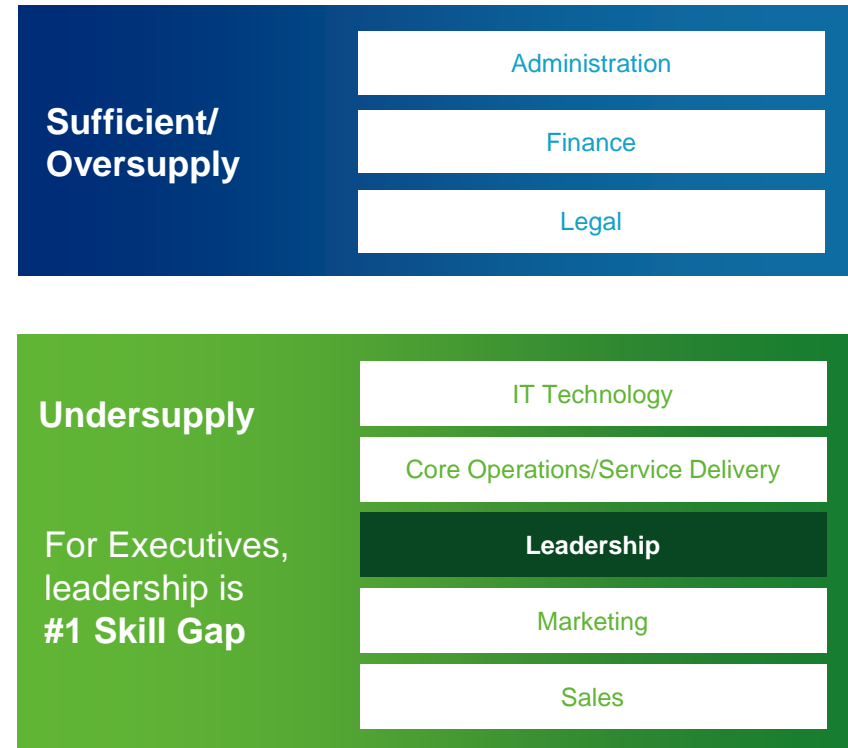 Sufficient/
Oversupply
Administration
Finance
Legal
Undersupply
For Executives,
leadership is
#1 Skill Gap
IT Technology
Core Operations/Service Delivery
Leadership
Marketing
Sales